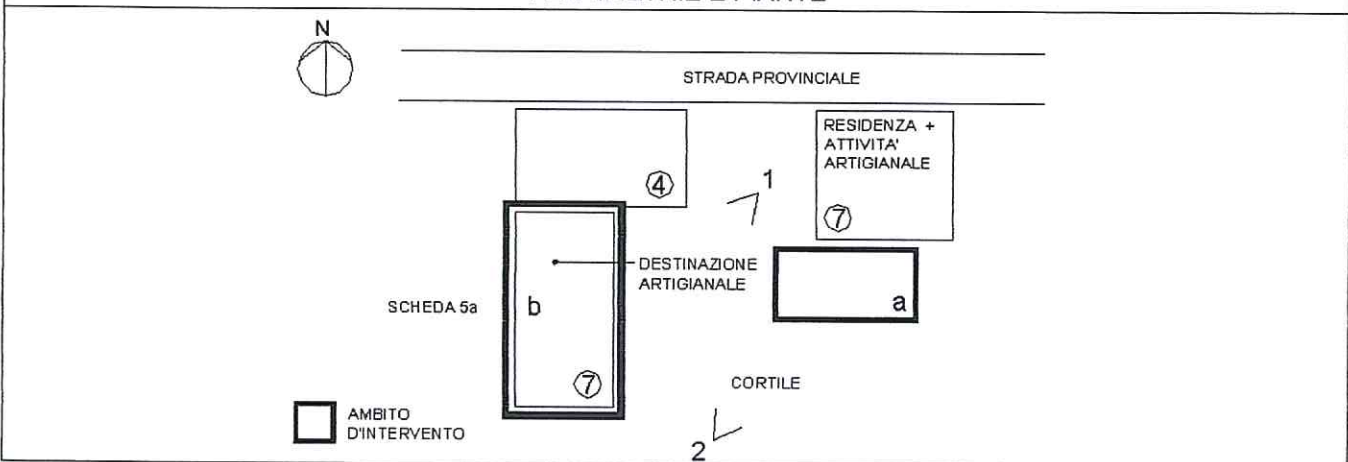 N
STRADA PROVINCIALE
RESIDENZA +
ATTIVITA'
ARTIGIANALE
4
1
7
DESTINAZIONE
ARTIGIANALE
SCHEDA 5a
b
a
7
CORTILE
AMBITO
D'INTERVENTO
2